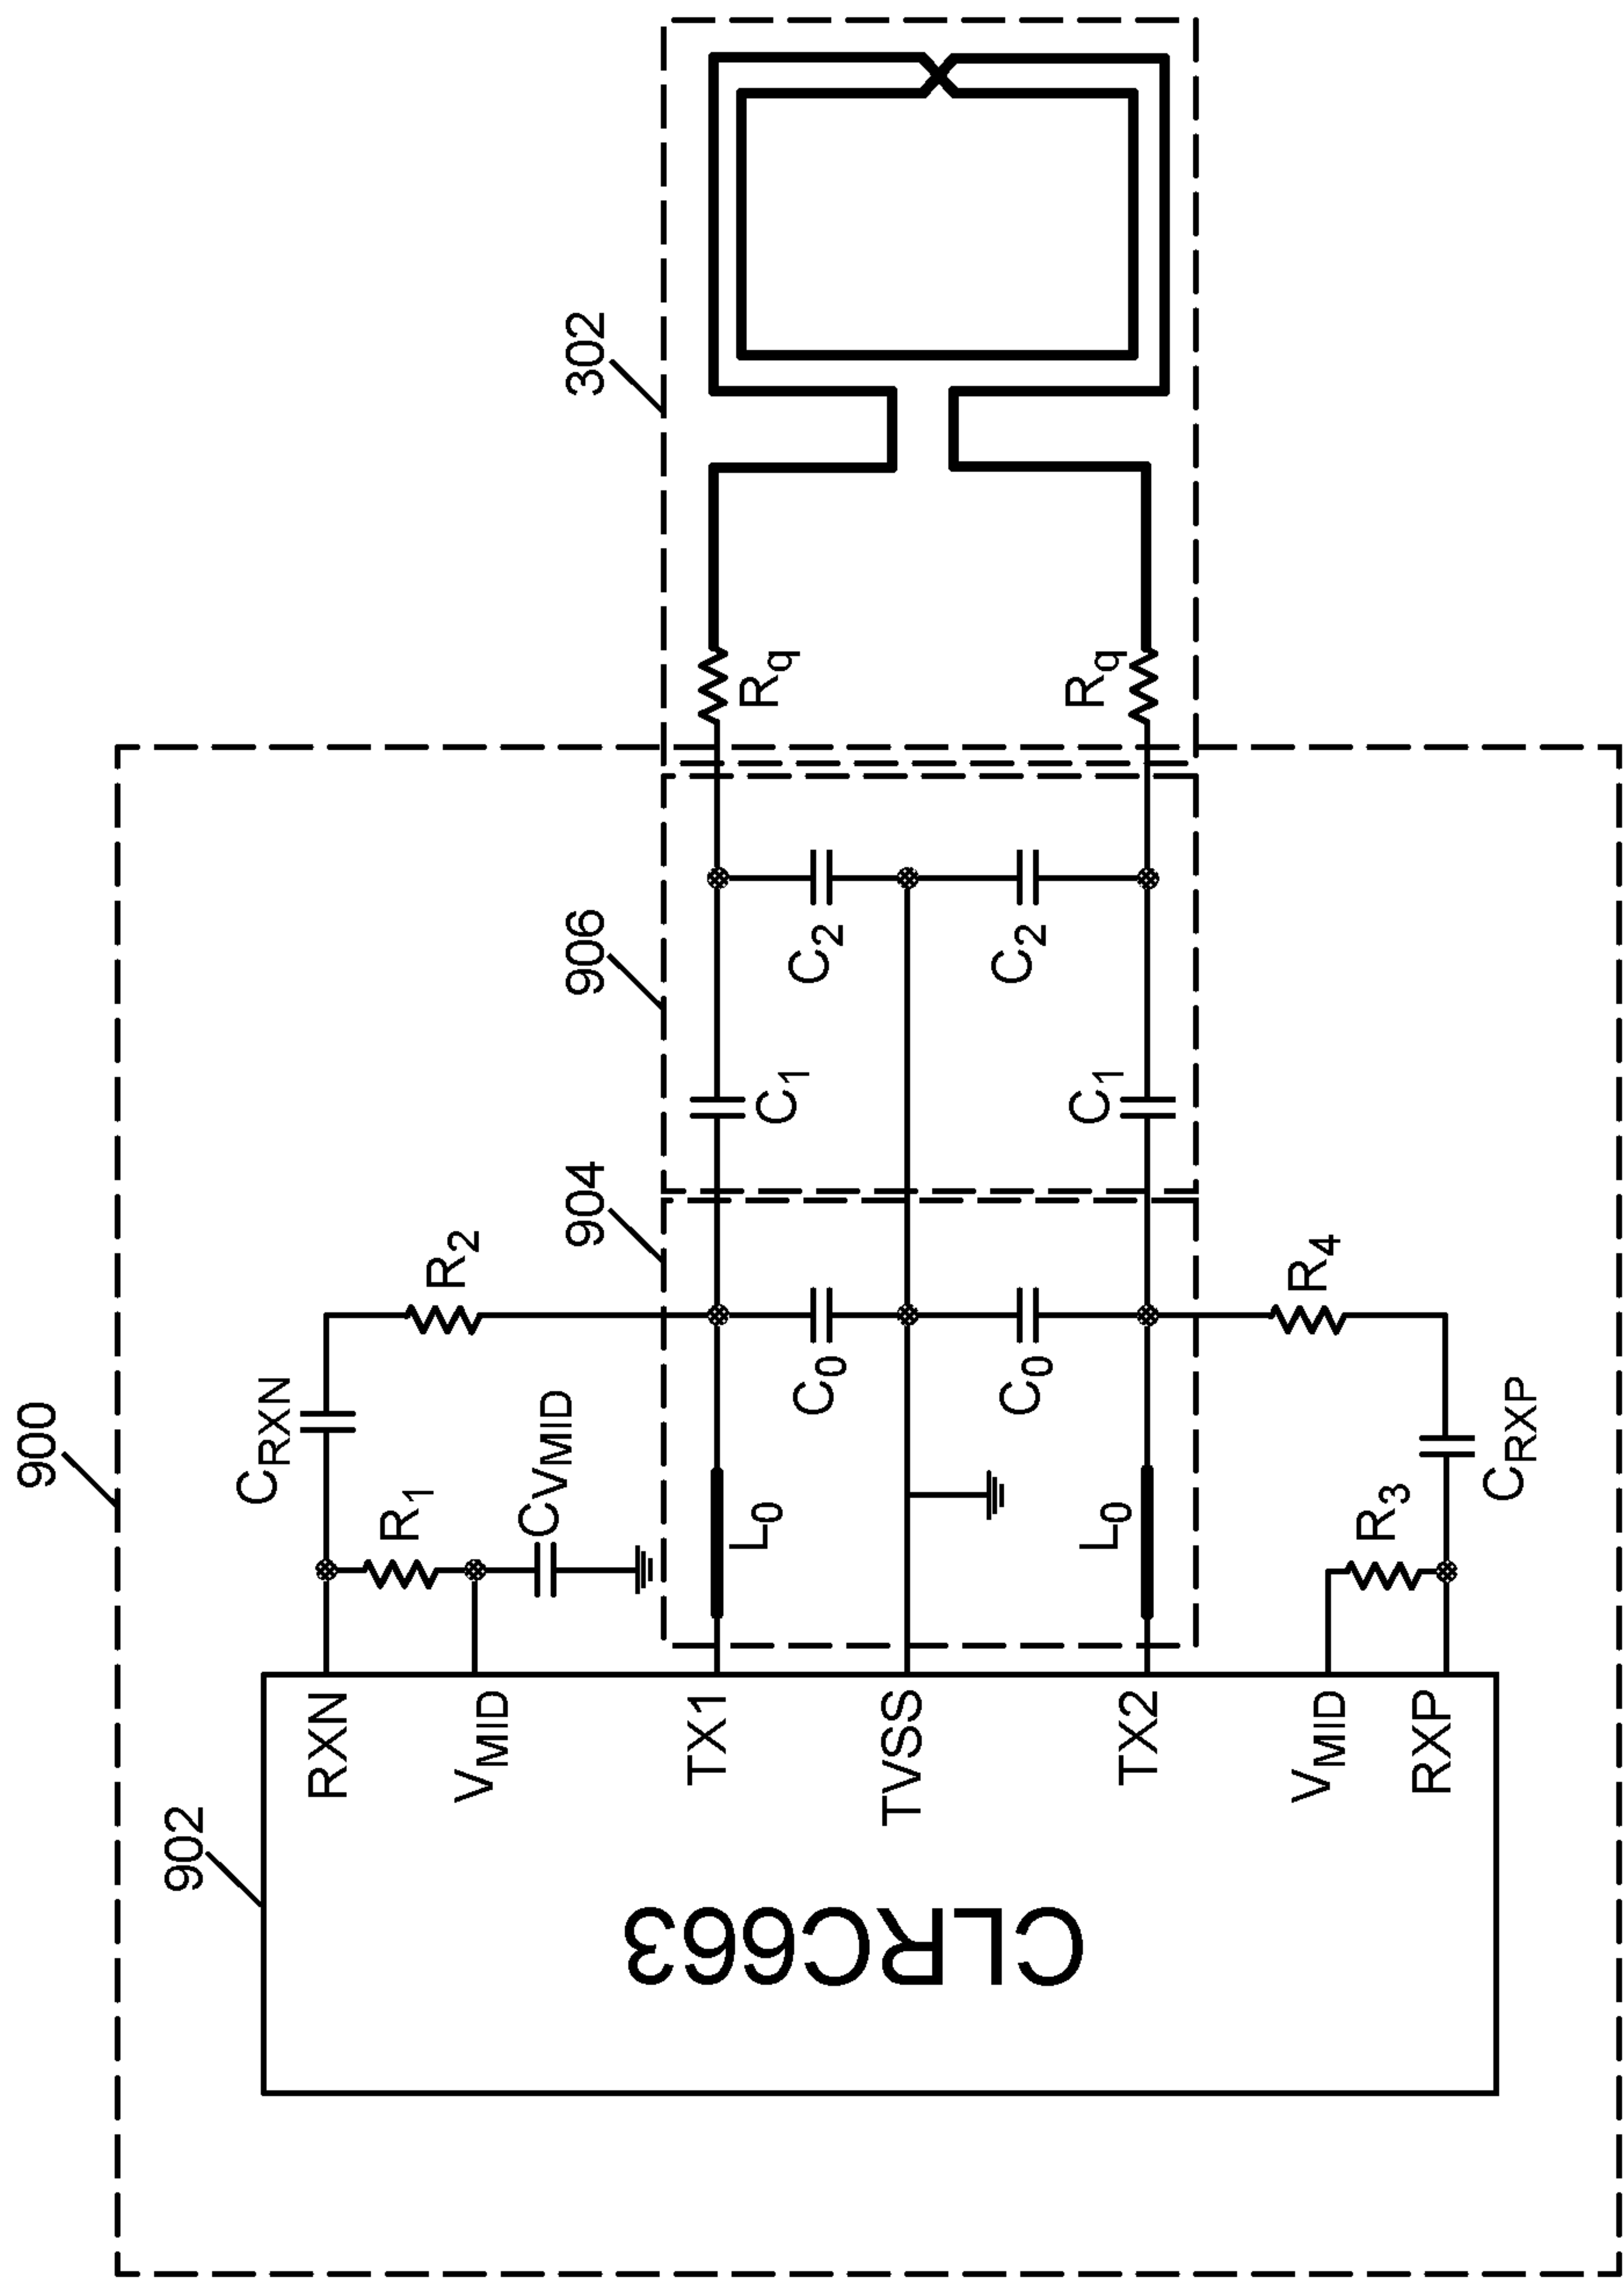 900
902
CLRC663
RXN
VMID
TX1
TVSS
TX2
VMID
RXP
CRXN
R1
CVMID
R2
904
L0
L0
C0
C0
R3
CRXP
R4
906
C1
C1
C2
C2
302
Rq
Rq